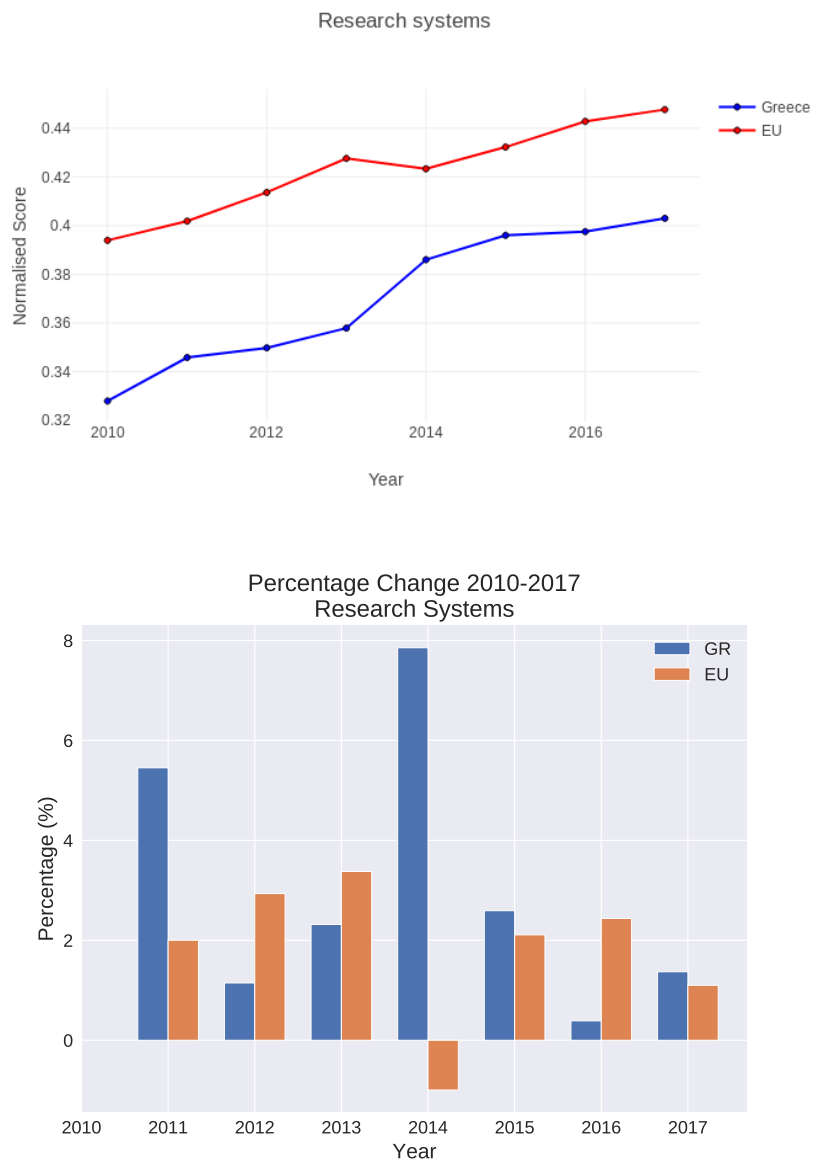 Research systems
Greece
EU
Normalised Score
0.44
0.42
0.4
0.38
0.36
0.34
0.32
2010 2012 2014 2016
Year
Percentage Change 2010-2017
Research Systems
GR
EU
Percentage (%)
8
6
4
2
0
2010 2011 2012 2013 2014 2015 2016 2017
Year